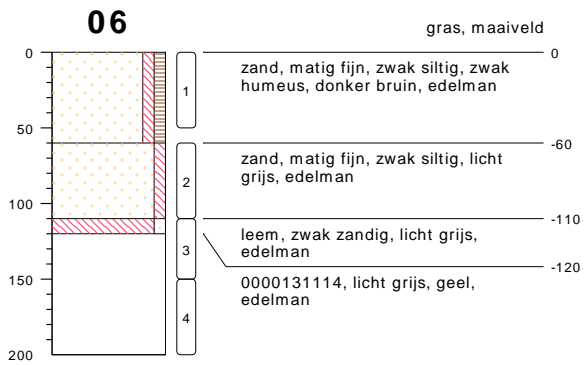 06
gras, maaiveld
0
0
zand, matig fijn, zwak siltig, zwak
humeus, donker bruin, edelman
1
50
-60
zand, matig fijn, zwak siltig, licht
grijs, edelman
2
100
-110
leem, zwak zandig, licht grijs,
edelman
3
-120
0000131114, licht grijs, geel,
edelman
150
4
200